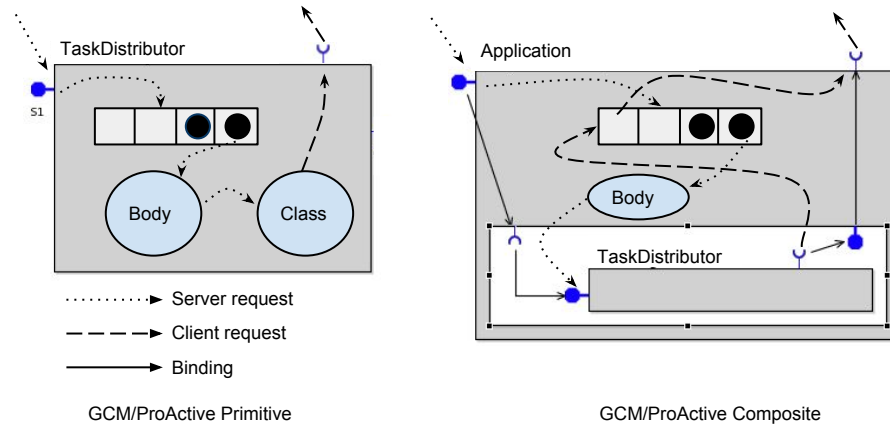 TaskDistributor
S1
Body
Class
Server request
Client request
Binding
GCM/ProActive Primitive
Application
Body
TaskDistributor
GCM/ProActive Composite